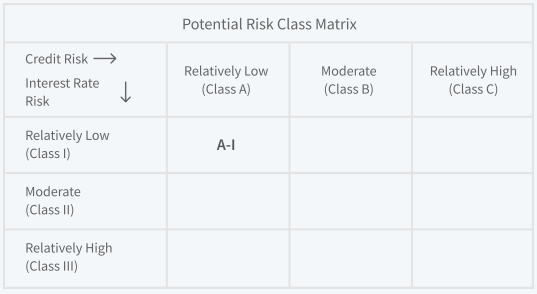 Potential Risk Class Matrix
Credit Risk →
Interest Rate
Risk ↓
Relatively Low
(Class A)
Moderate
(Class B)
Relatively High
(Class C)
Relatively Low
(Class I)
A-I
Moderate
(Class II)
Relatively High
(Class III)